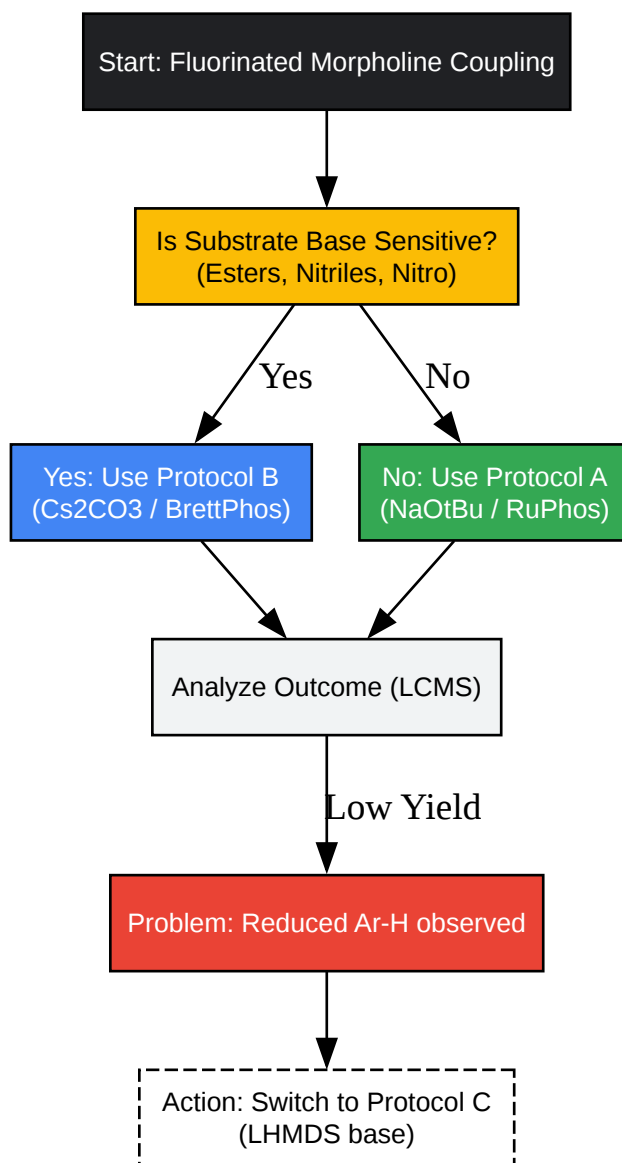 Start: Fluorinated Morpholine Coupling
Is Substrate Base Sensitive?
(Esters, Nitriles, Nitro)
Yes
No
Yes: Use Protocol B
(Cs2CO3 / BrettPhos)
No: Use Protocol A
(NaOtBu / RuPhos)
Analyze Outcome (LCMS)
Low Yield
Problem: Reduced Ar-H observed
Action: Switch to Protocol C
(LHMDS base)